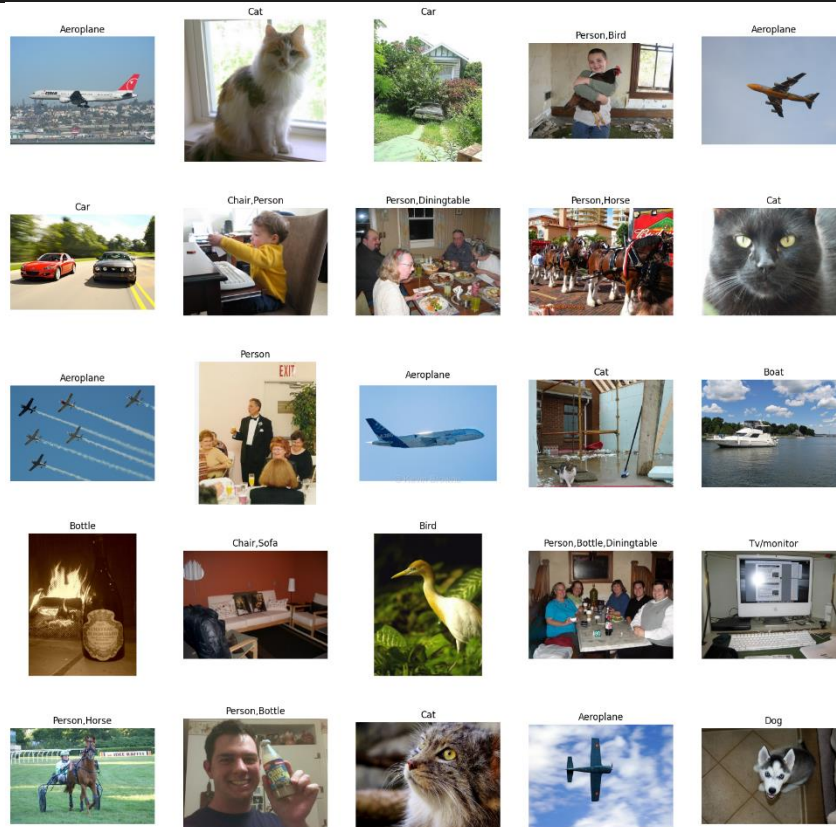 Aeroplane
Cat
Car
Person,Bird
Aeroplane
Car
Chair,Person
Person,Diningtable
Person,Horse
Cat
Aeroplane
Person
EXIT
Aeroplane
Cat
Boat
Bottle
Chair,Sofa
Bird
Person,Bottle,Diningtable
Tv/monitor
Person,Horse
Person,Bottle
Cat
Aeroplane
Dog